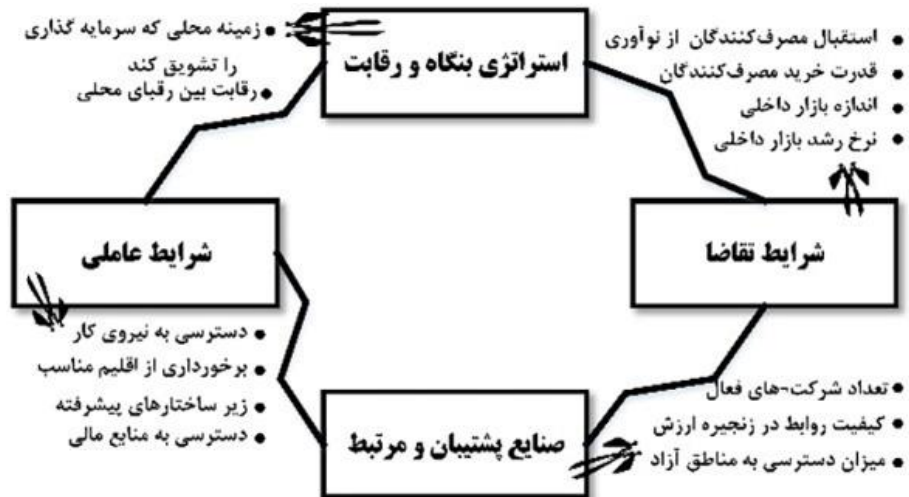 استراتژی بنگاه و رقابت
زمینه محلی که سرمایه گذاری
را تشویق کند
رقابت بین رقبای محلی
استقبال مصرف‌کنندگان از نوآوری
قدرت خرید مصرف‌کنندگان
اندازه بازار داخلی
نرخ رشد بازار داخلی
شرایط تقاضا
شرایط عاملی
دسترسی به نیروی کار
برخورداری از اقلیم مناسب
زیر ساختارهای پیشرفته
دسترسی به منابع مالی
صنایع پشتیبان و مرتبط
تعداد شرکت¬های فعال
کیفیت روابط در زنجیره ارزش
میزان دسترسی به مناطق آزاد